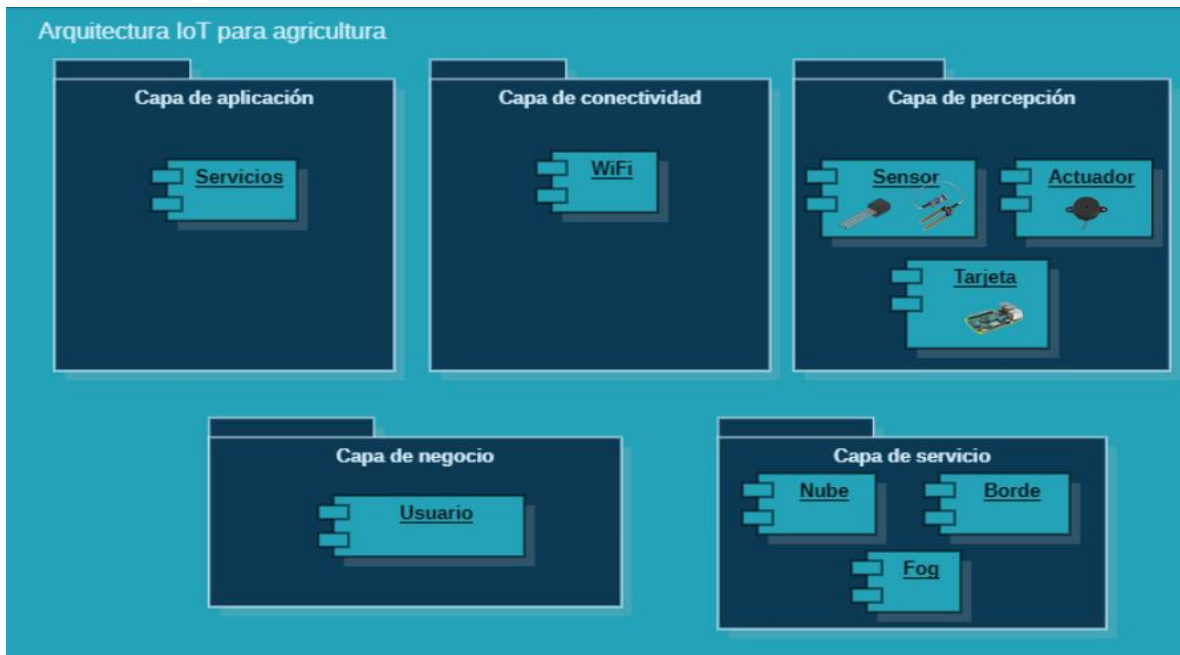 Arquitectura IoT para agricultura
Capa de aplicación
Servicios
Capa de conectividad
WiFi
Capa de percepción
Sensor
Actuador
Tarjeta
Capa de negocio
Usuario
Capa de servicio
Nube
Borde
Fog